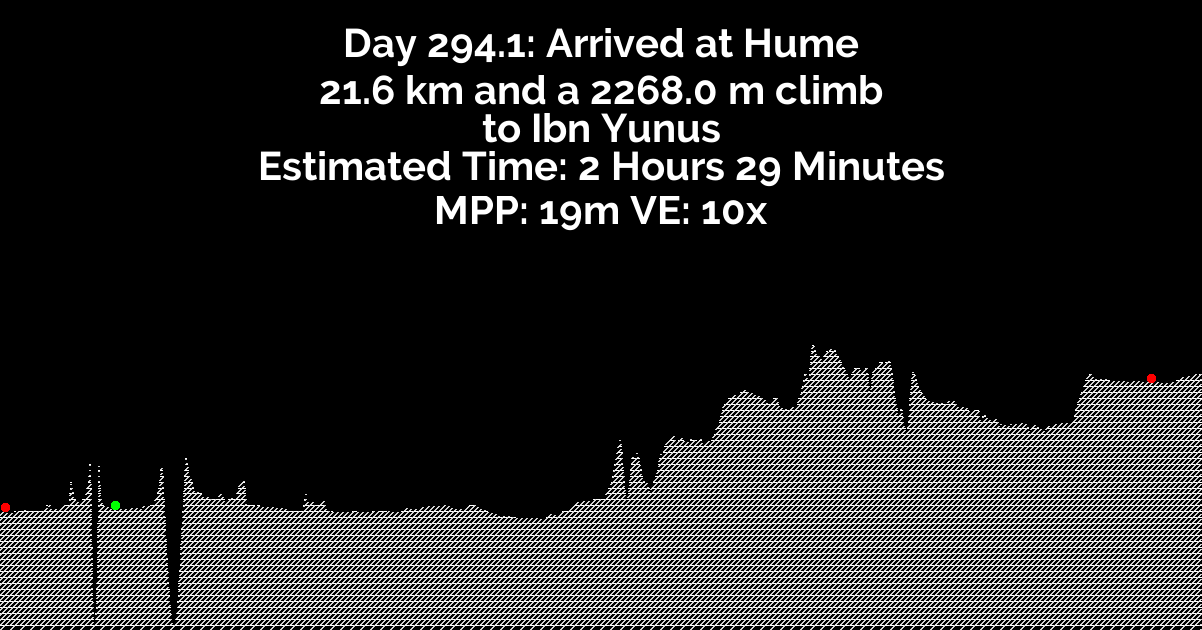 Day 294.1: Arrived at Hume
21.6 km and a 2268.0 m climb
to Ibn Yunus
Estimated Time: 2 Hours 29 Minutes
MPP: 19m VE: 10x